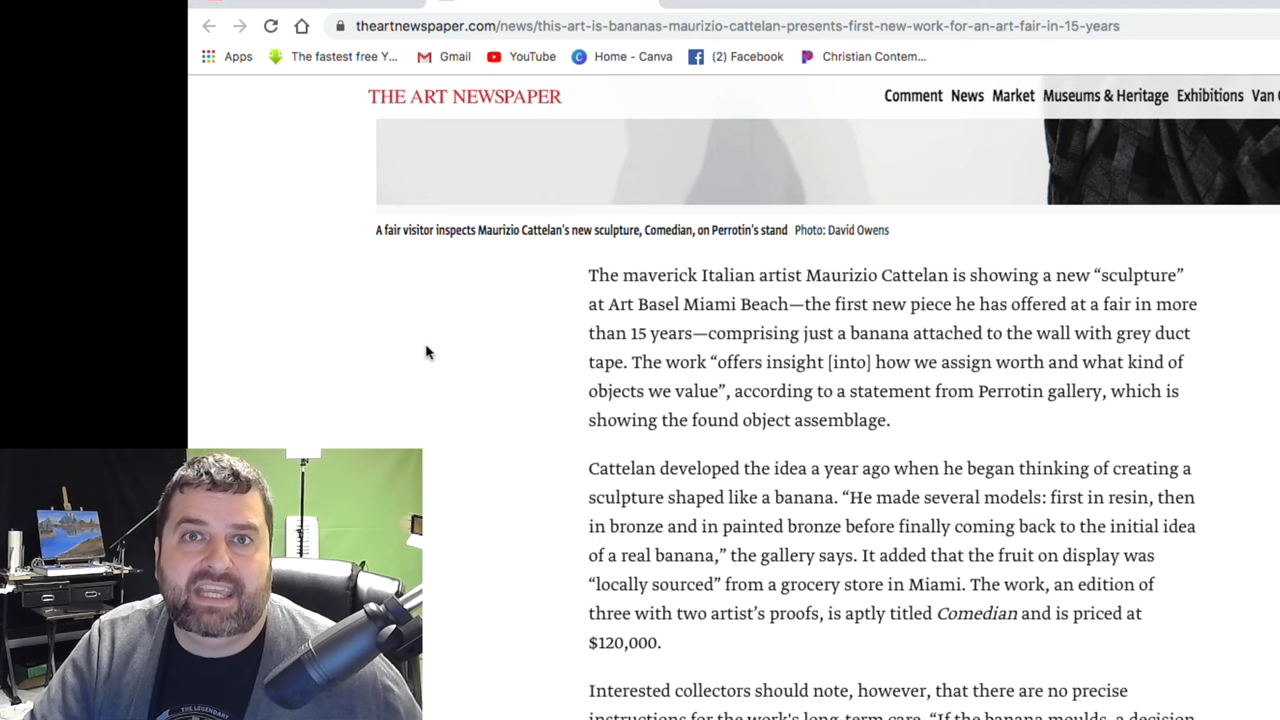 theartnewspaper.com/news/this-art-is-bananas-maurizio-cattelan-presents-first-new-work-for-an-art-fair-in-15-years
Apps The fastest free Y... Gmail YouTube Home - Canva (2) Facebook Christian Contem...
THE ART NEWSPAPER Comment News Market Museums & Heritage Exhibitions Van
A fair visitor inspects Maurizio Cattelan's new sculpture, Comedian, on Perrotin's stand Photo: David Owens
The maverick Italian artist Maurizio Cattelan is showing a new “sculpture”
at Art Basel Miami Beach—the first new piece he has offered at a fair in more
than 15 years—comprising just a banana attached to the wall with grey duct
tape. The work “offers insight [into] how we assign worth and what kind of
objects we value”, according to a statement from Perrotin gallery, which is
showing the found object assemblage.
Cattelan developed the idea a year ago when he began thinking of creating a
sculpture shaped like a banana. “He made several models: first in resin, then
in bronze and in painted bronze before finally coming back to the initial idea
of a real banana,” the gallery says. It added that the fruit on display was
“locally sourced” from a grocery store in Miami. The work, an edition of
three with two artist’s proofs, is aptly titled Comedian and is priced at
$120,000.
Interested collectors should note, however, that there are no precise
instructions for the work's long-term care. “If the banana moulds, a decision
THE LEGENDARY